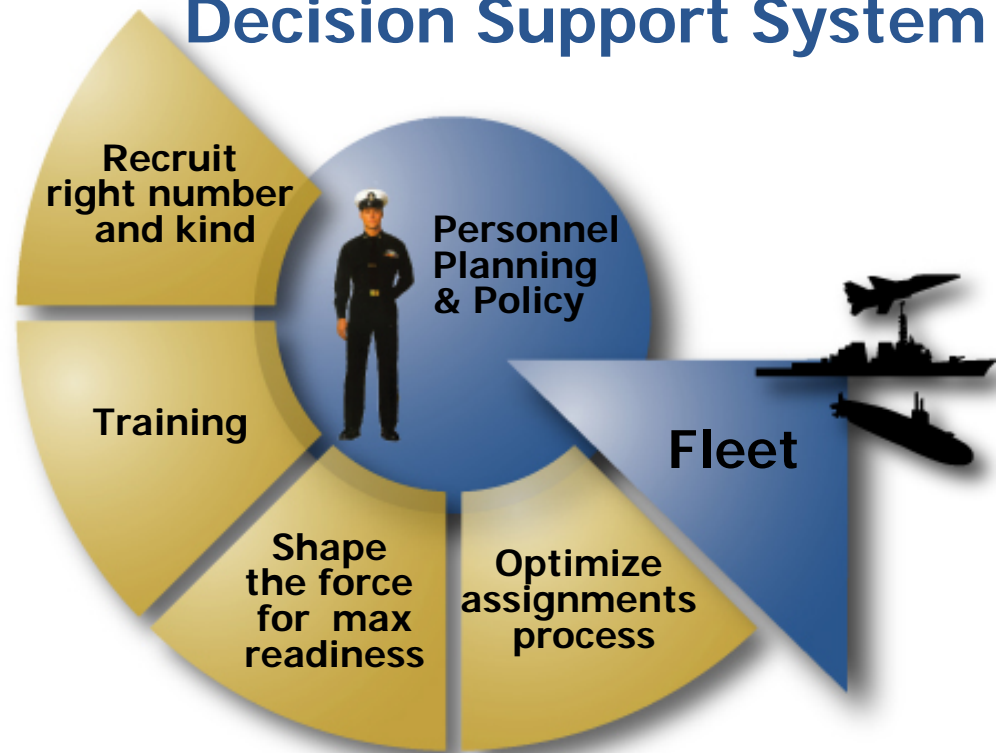 Decision Support System
Recruit
right number
and kind
Personnel
Planning
& Policy
Training
Fleet
Shape
the force
for max
readiness
Optimize
assignments
process